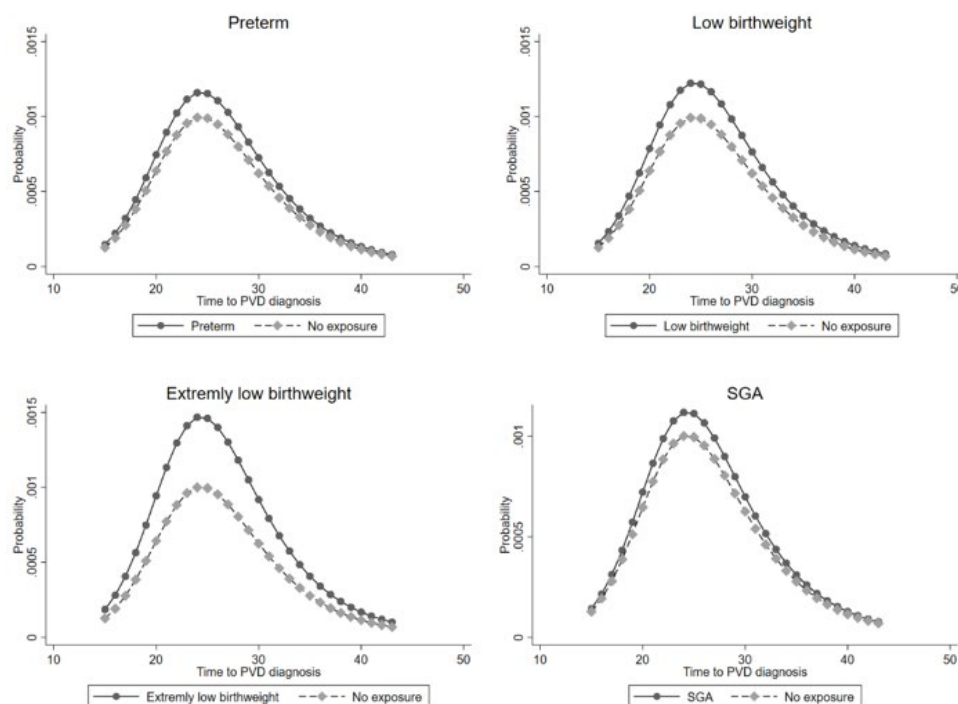 Preterm
Probability
.0015
.001
.0005
0
10 20 30 40 50
Time to PVD diagnosis
Preterm No exposure
Low birthweight
Probability
.0015
.001
.0005
0
10 20 30 40 50
Time to PVD diagnosis
Low birthweight No exposure
Extremly low birthweight
Probability
.0015
.001
.0005
0
10 20 30 40 50
Time to PVD diagnosis
Extremly low birthweight No exposure
SGA
Probability
.001
.0005
0
10 20 30 40 50
Time to PVD diagnosis
SGA No exposure